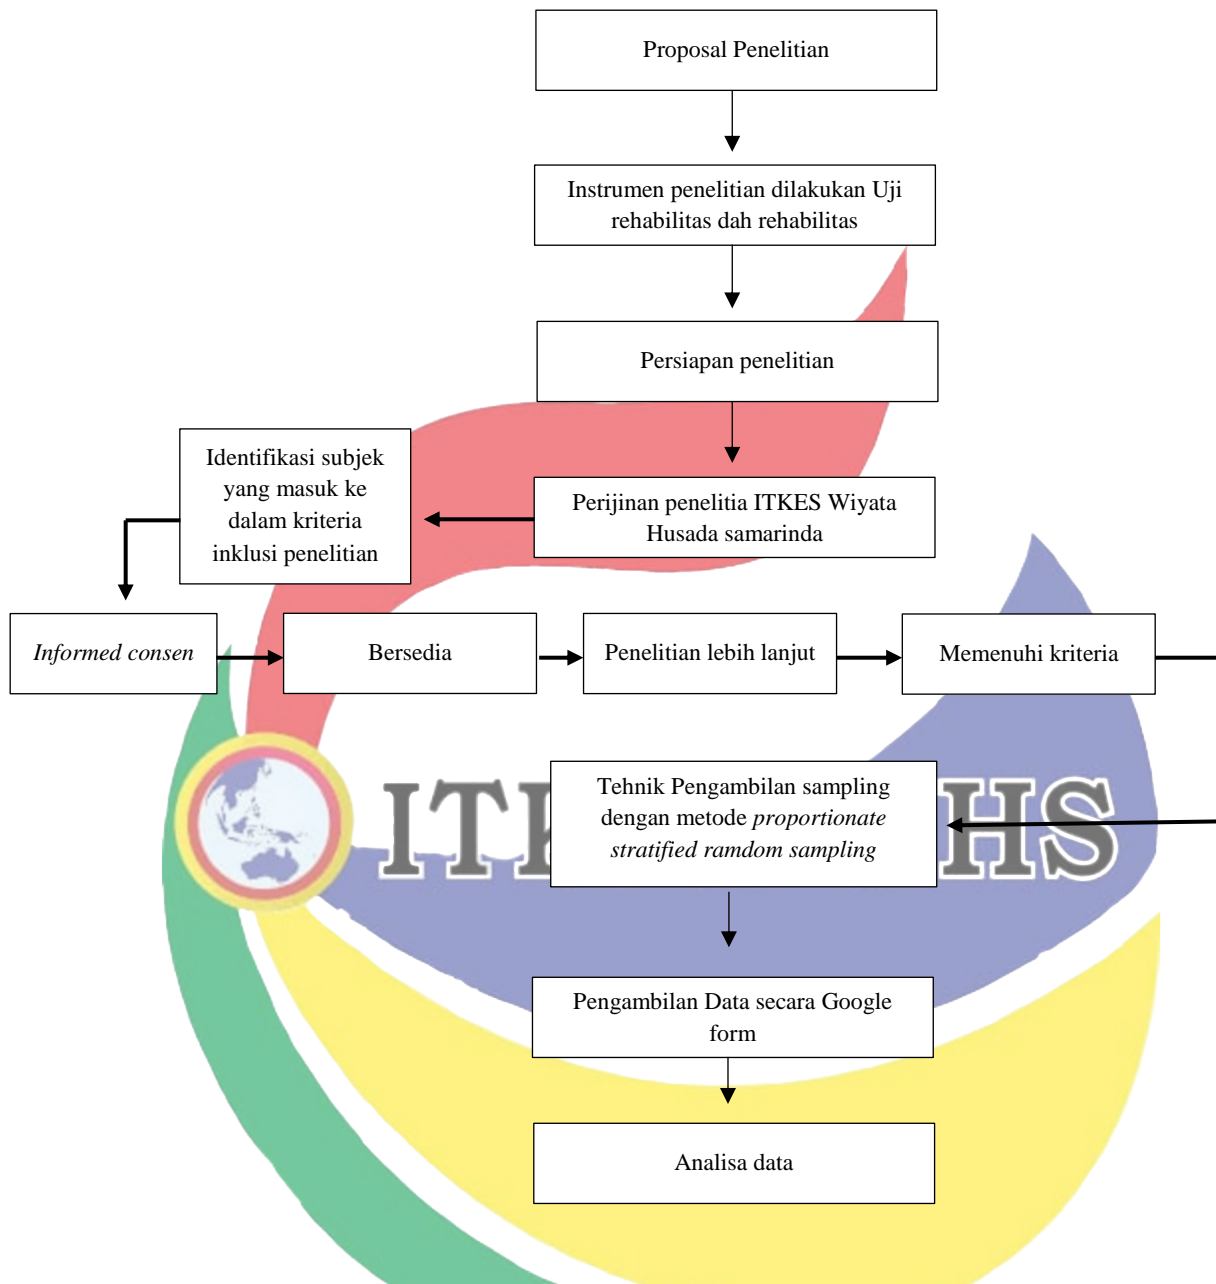 Proposal Penelitian
Instrumen penelitian dilakukan Uji
rehabilitas dah rehabilitas
Persiapan penelitian
Identifikasi subjek
yang masuk ke
dalam kriteria
inklusi penelitian
Perijinan penelitia ITKES Wiyata
Husada samarinda
Informed consen
Bersedia
Penelitian lebih lanjut
Memenuhi kriteria
Tehnik Pengambilan sampling
dengan metode proportionate
stratified ramdom sampling
HS
Pengambilan Data secara Google
form
Analisa data